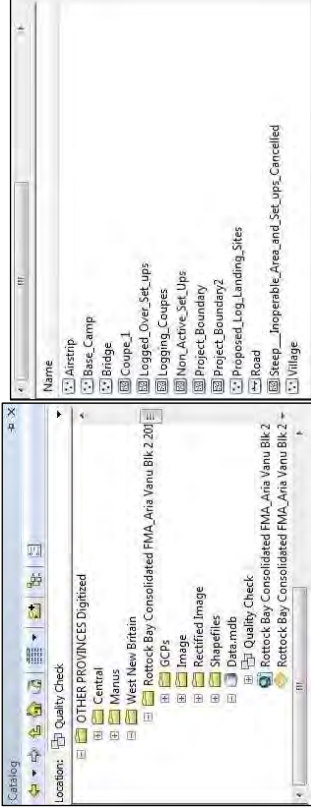 Catalog
Location: Quality Check
OTHER PROVINCES Digitized
Central
Manus
West New Britain
Rottock Bay Consolidated FMA_Aria Vanu Blk 2 201
GCPs
Image
Rectified Image
Shapefiles
Data.mdb
Quality Check
Rottock Bay Consolidated FMA_Aria Vanu Blk 2
Rottock Bay Consolidated FMA_Aria Vanu Blk 2
Name
Airstrip
Base_Camp
Bridge
Coupe_1
Logged_Over_Set_ups
Logging_Coupes
Non_Active_Set_Ups
Project_Boundary
Project_Boundary2
Proposed_Log_Landing_Sites
Road
Steep__Inoperable_Area_and_Set_ups_Cancelled
Village